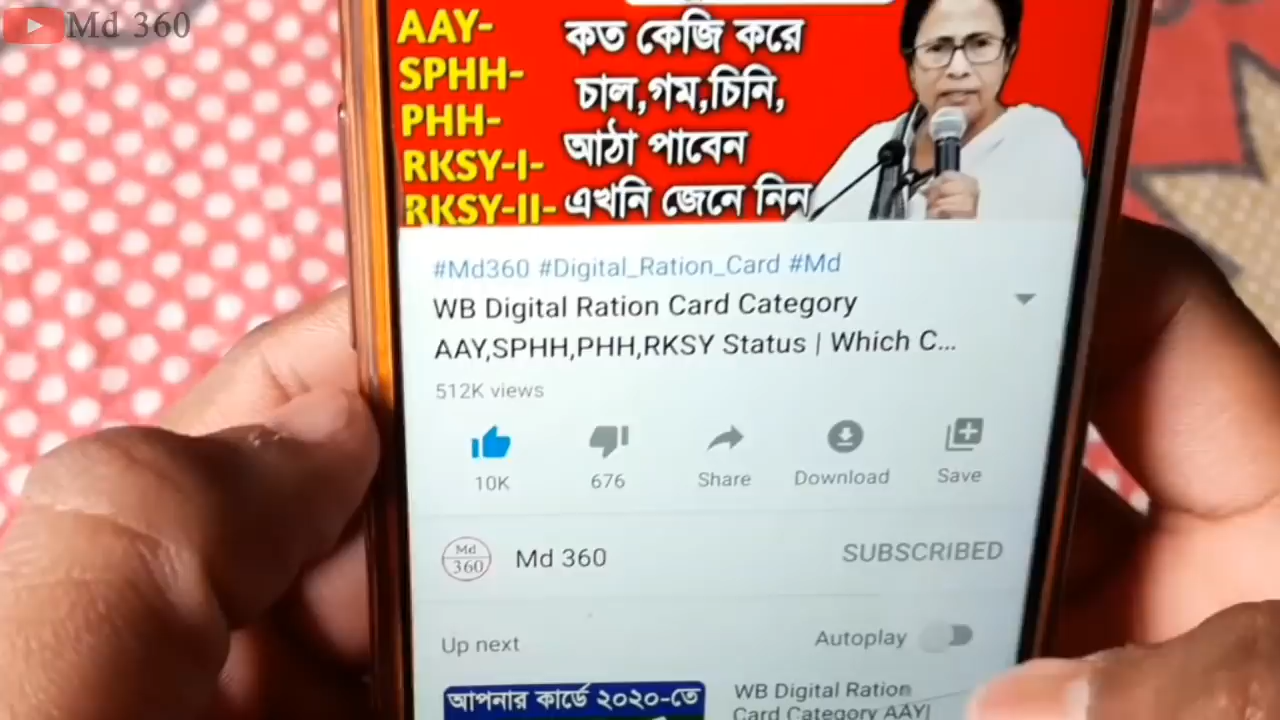 Md 360
AAY-
SPHH-
PHH-
RKSY-I-
RKSY-II-
কত কেজি করে
চাল,গম,চিনি,
আঠা পাবেন
এখনি জেনে নিন
#Md360 #Digital_Ration_Card #Md
WB Digital Ration Card Category
AAY,SPHH,PHH,RKSY Status | Which C...
512K views
10K
676
Share
Download
Save
Md
360
Md 360
SUBSCRIBED
Up next
Autoplay
আপনার কার্ডে ২০২০-তে
WB Digital Ration
Card Category AAY|